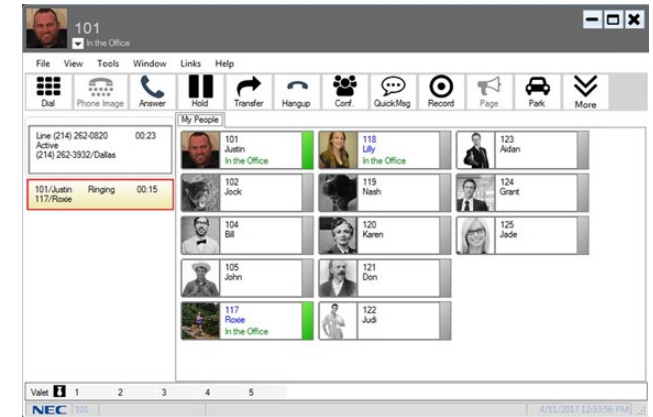 101
In the Office
File View Tools Window Links Help
Dial Phone Image Answer Hold Transfer Hangup Conf. QuickMsg Record Page Park More
My People
Line (214) 262-0820 00:23
Active
(214) 262-3932/Dallas
101/Justin Ringing 00:15
117/Roxie
101
Justin
In the Office
118
Lily
In the Office
123
Aidan
102
Jock
119
Nash
124
Grant
104
Bill
120
Karen
125
Jade
105
John
121
Don
117
Roxie
In the Office
122
Judi
Valet 1 2 3 4 5
NEC 101 4/11/2017 12:53:56 PM